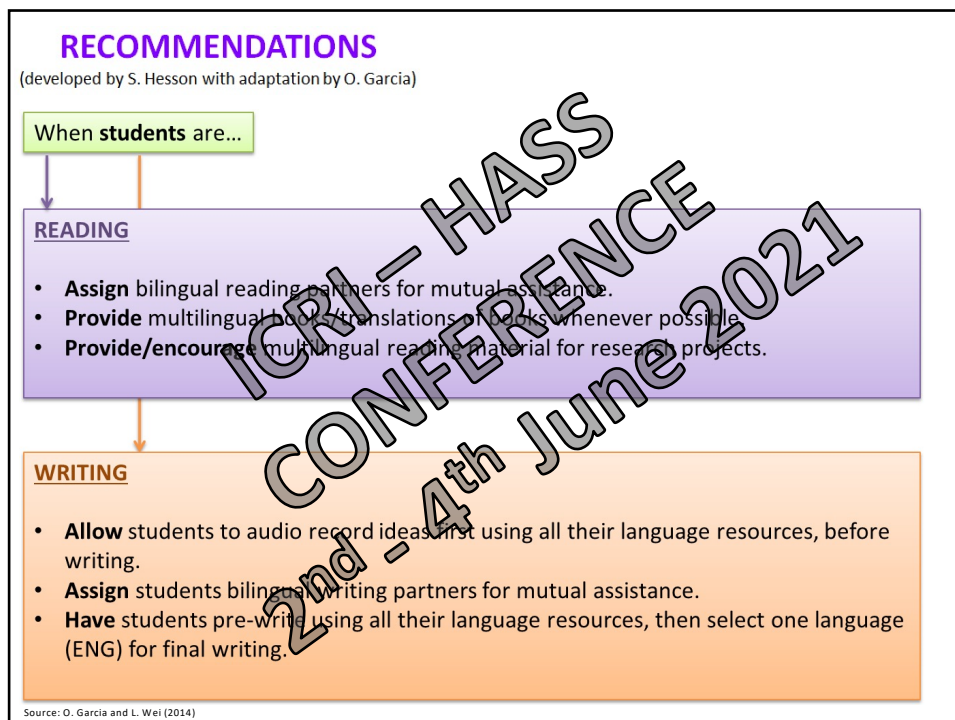 RECOMMENDATIONS
(developed by S. Hesson with adaptation by O. Garcia)
When students are…
READING
• Assign bilingual reading partners for mutual assistance.
• Provide multilingual books/translations of books whenever possible.
• Provide/encourage multilingual reading material for research projects.
WRITING
• Allow students to audio record ideas first using all their language resources, before
writing.
• Assign students bilingual writing partners for mutual assistance.
• Have students pre-write using all their language resources, then select one language
(ENG) for final writing.
Source: O. Garcia and L. Wei (2014)
ICRI – HASS
CONFERENCE
2nd - 4th June 2021